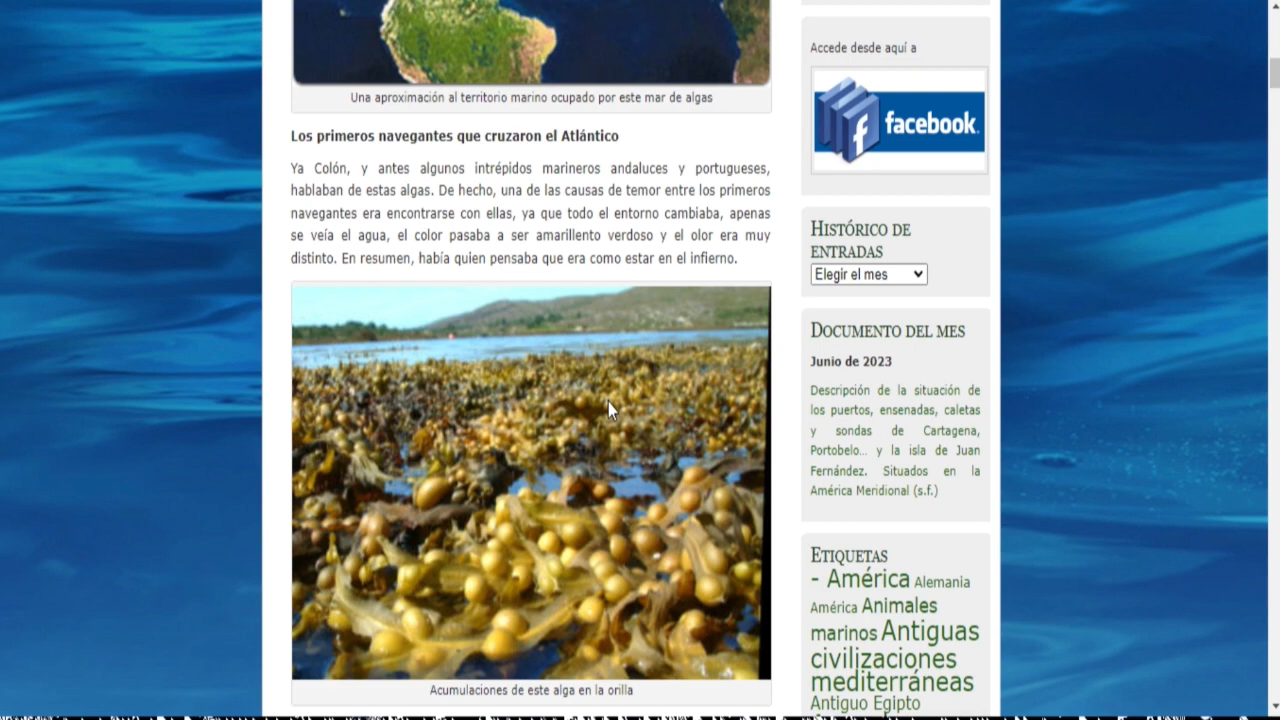 Una aproximación al territorio marino ocupado por este mar de algas
Los primeros navegantes que cruzaron el Atlántico
Ya Colón, y antes algunos intrépidos marineros andaluces y portugueses,
hablaban de estas algas. De hecho, una de las causas de temor entre los primeros
navegantes era encontrarse con ellas, ya que todo el entorno cambiaba, apenas
se veía el agua, el color pasaba a ser amarillento verdoso y el olor era muy
distinto. En resumen, había quien pensaba que era como estar en el infierno.
Acumulaciones de este alga en la orilla
Accede desde aquí a
facebook.
Histórico de
entradas
Elegir el mes
Documento del mes
Junio de 2023
Descripción de la situación de
los puertos, ensenadas, caletas
y sondas de Cartagena,
Portobelo... y la isla de Juan
Fernández. Situados en la
América Meridional (s.f.)
Etiquetas
- América Alemania
América Animales
marinos Antiguas
civilizaciones
mediterráneas
Antiguo Egipto